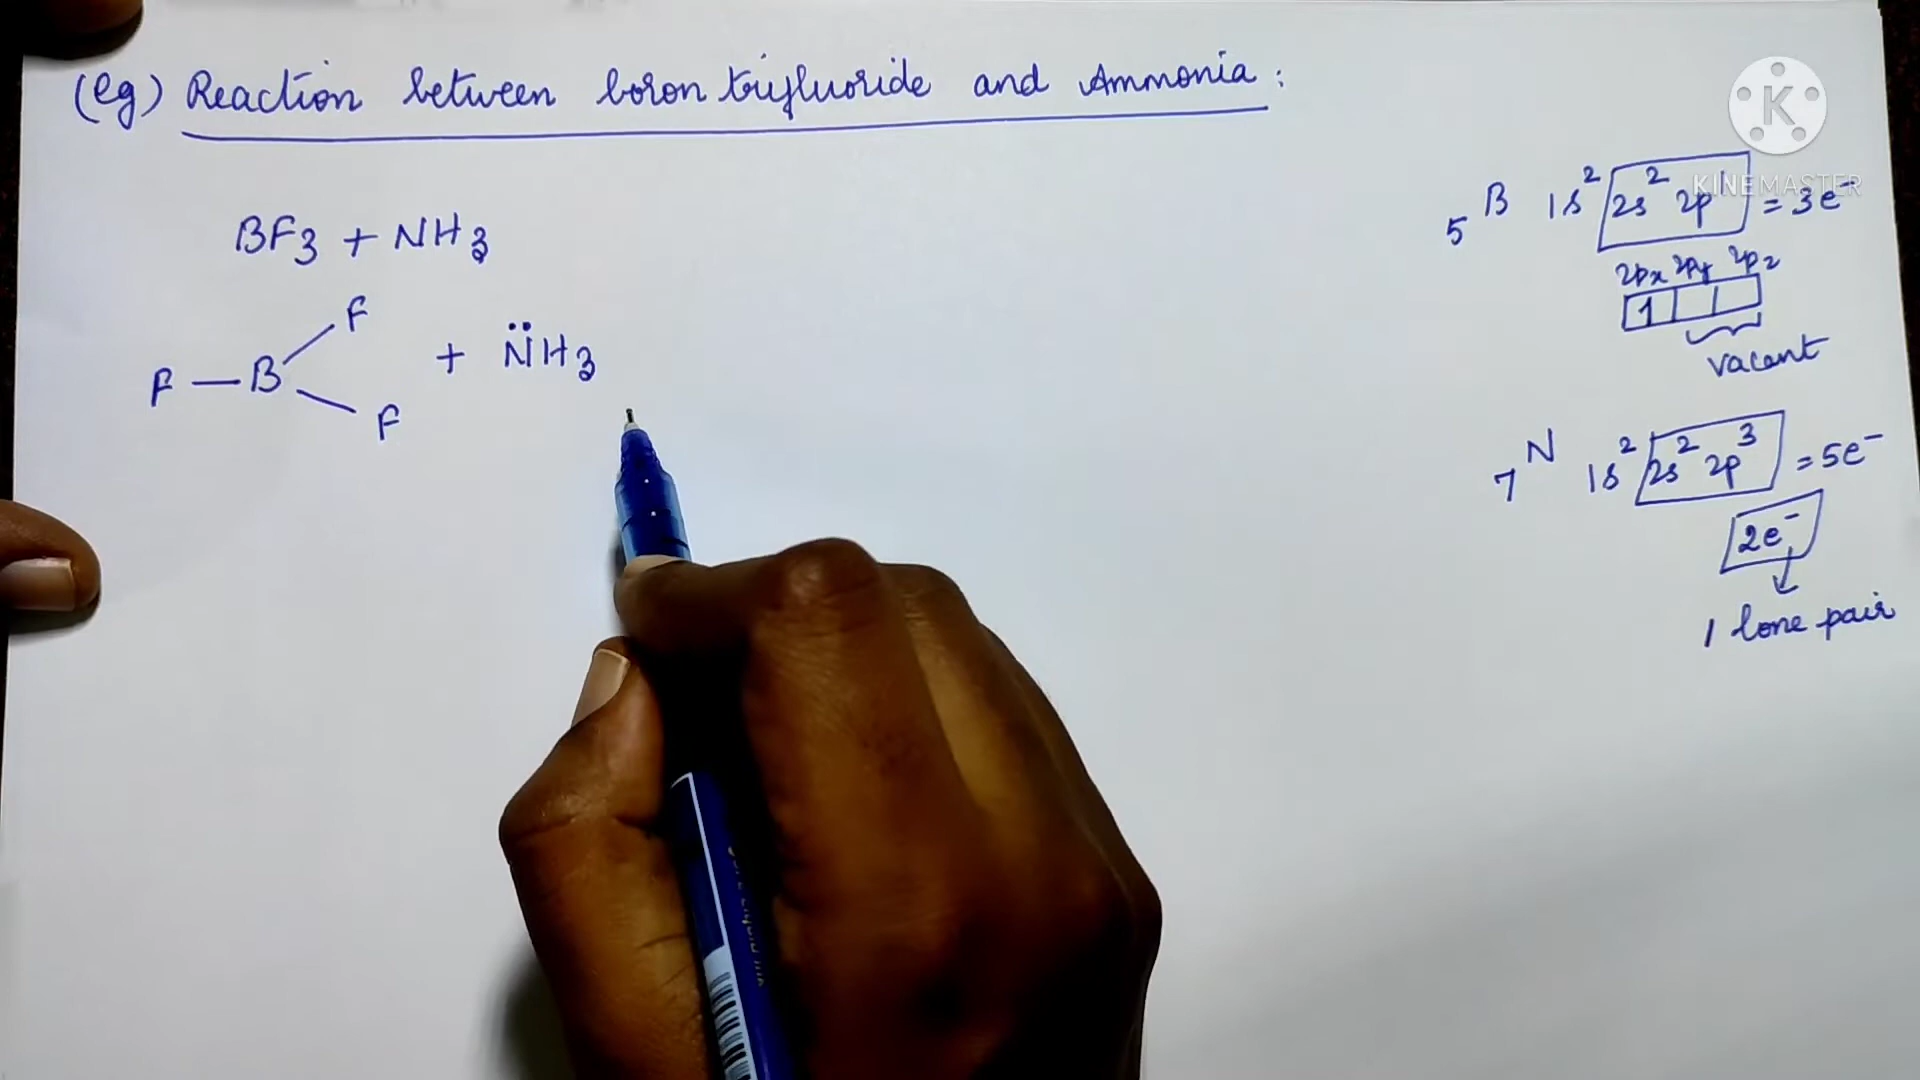 (eg) Reaction between boron trifluoride and Ammonia :
BF3 + NH3
F – B F F + N̈H3
K
KINEMASTER
5 B 1s² 2s² 2p¹ = 3e⁻
2px 2py 2pz
1
vacant
7 N 1s² 2s² 2p³ = 5e⁻
2e⁻
1 lone pair